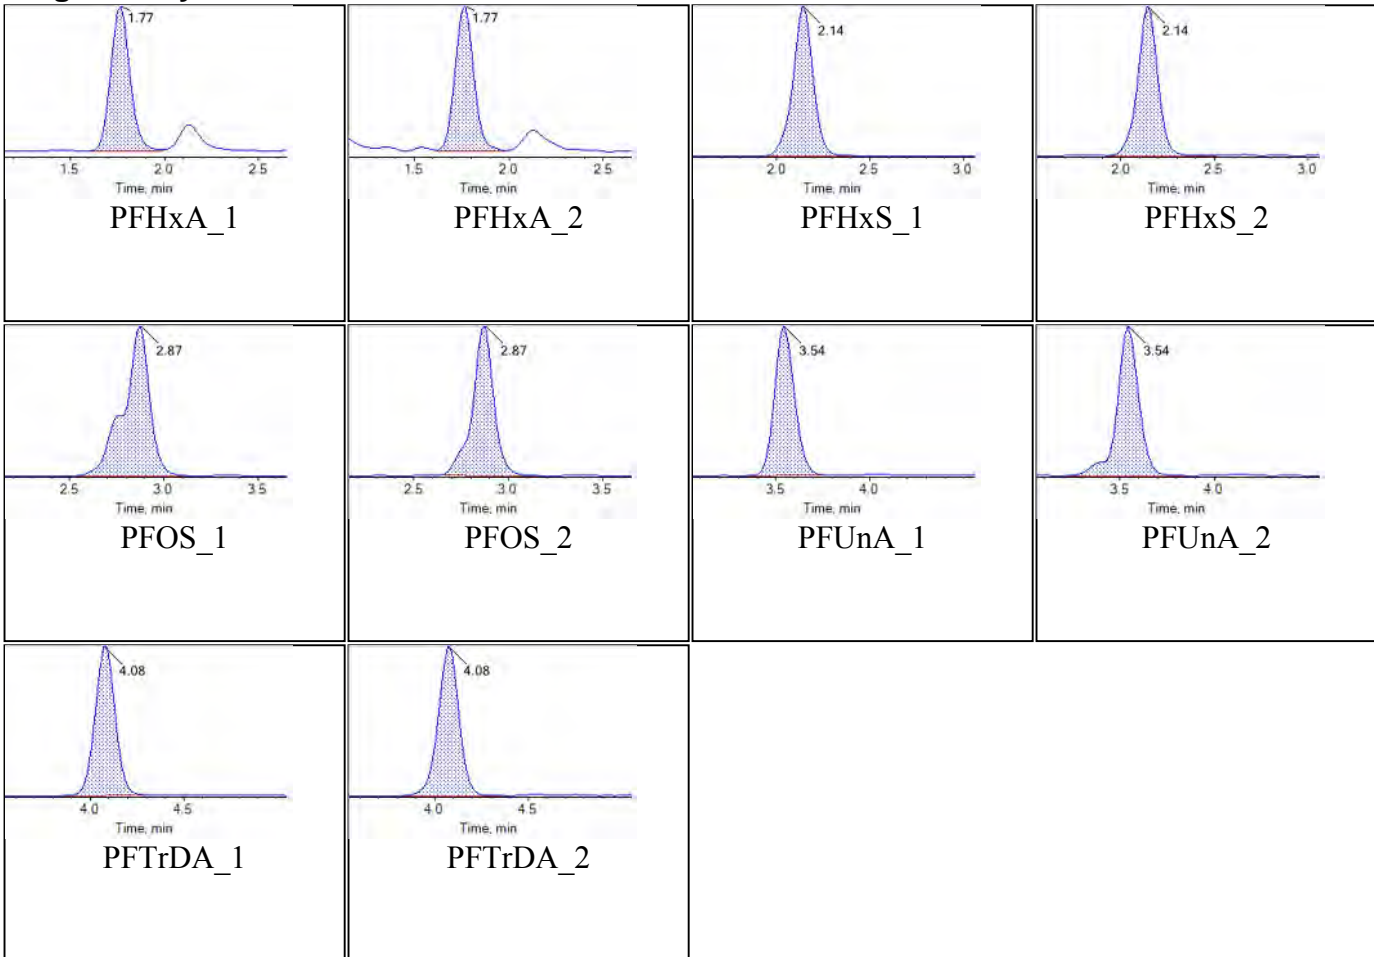 1.77
1.5 2.0 2.5
Time, min
PFHxA_1
1.77
1.5 2.0 2.5
Time, min
PFHxA_2
2.14
2.0 2.5 3.0
Time, min
PFHxS_1
2.14
2.0 2.5 3.0
Time, min
PFHxS_2
2.87
2.5 3.0 3.5
Time, min
PFOS_1
2.87
2.5 3.0 3.5
Time, min
PFOS_2
3.54
3.5 4.0
Time, min
PFUnA_1
3.54
3.5 4.0
Time, min
PFUnA_2
4.08
4.0 4.5
Time, min
PFTrDA_1
4.08
4.0 4.5
Time, min
PFTrDA_2